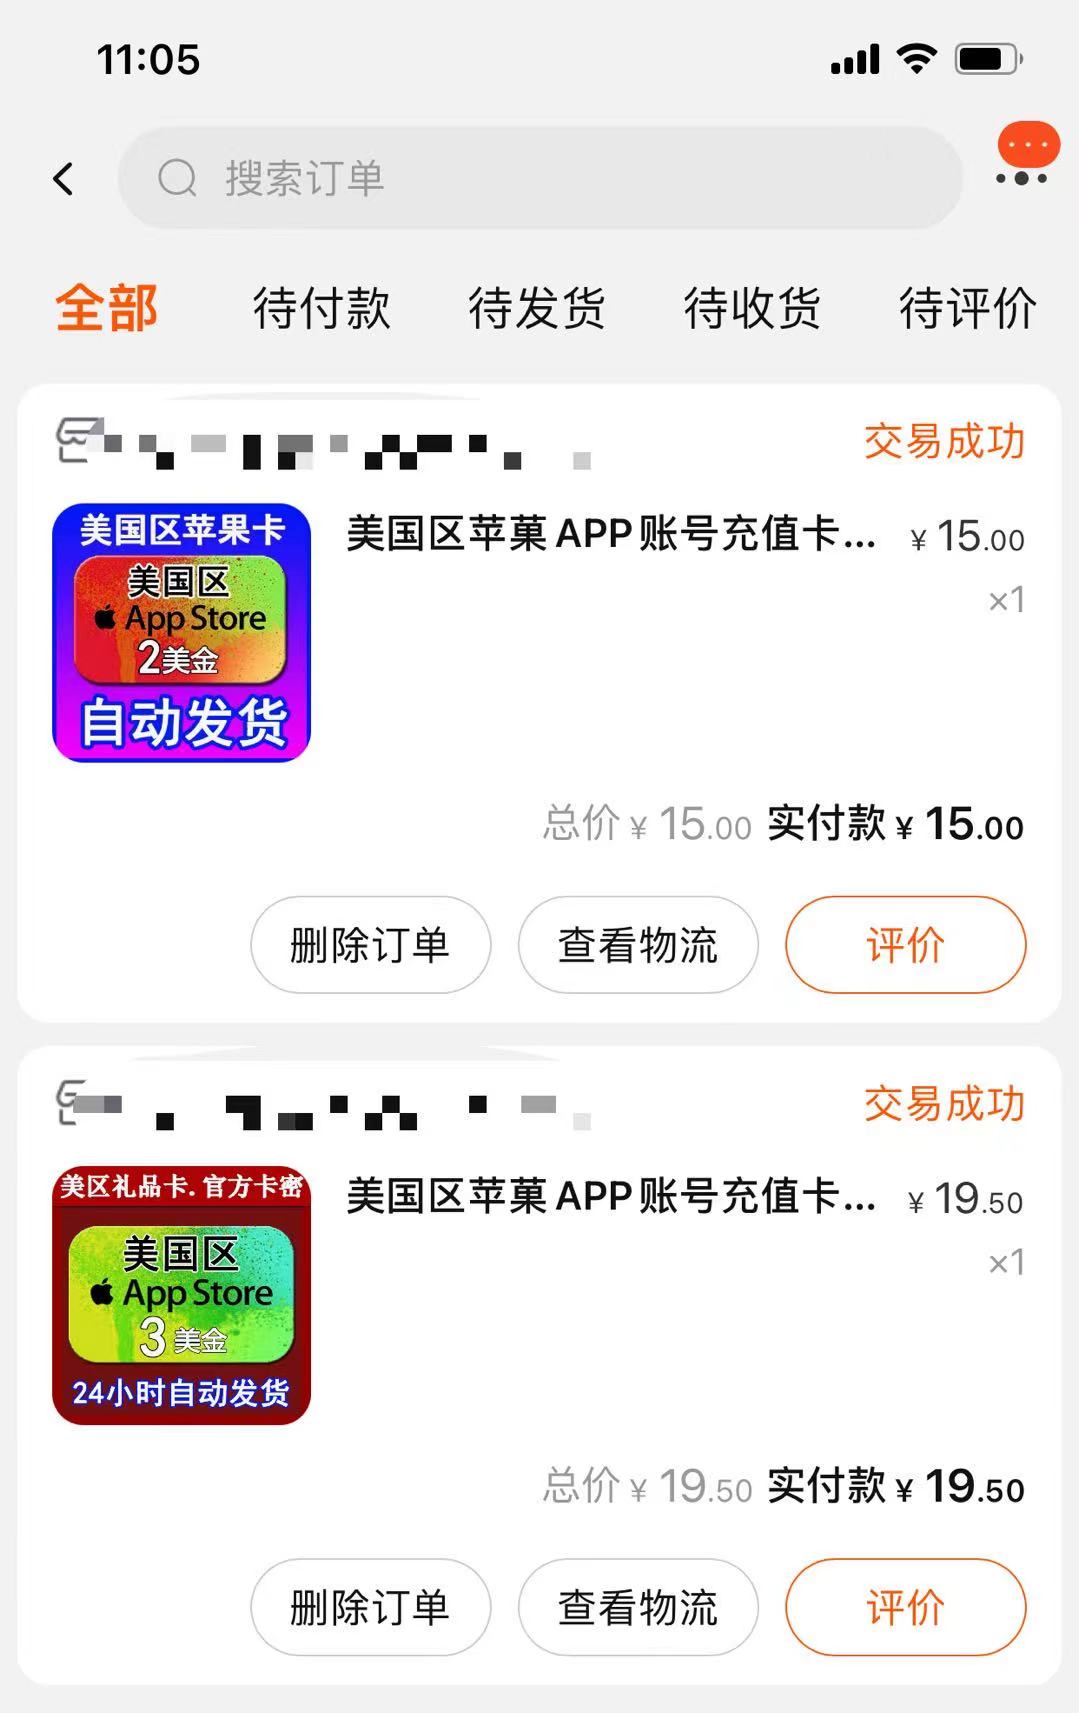 11:05
搜索订单
全部 待付款 待发货 待收货 待评价
交易成功
美国区苹果卡
美国区
App Store
2美金
自动发货
美国区苹菓APP账号充值卡... ¥15.00
×1
总价¥15.00 实付款¥15.00
删除订单 查看物流 评价
交易成功
美区礼品卡.官方卡密
美国区
App Store
3美金
24小时自动发货
美国区苹菓APP账号充值卡... ¥19.50
×1
总价¥19.50 实付款¥19.50
删除订单 查看物流 评价